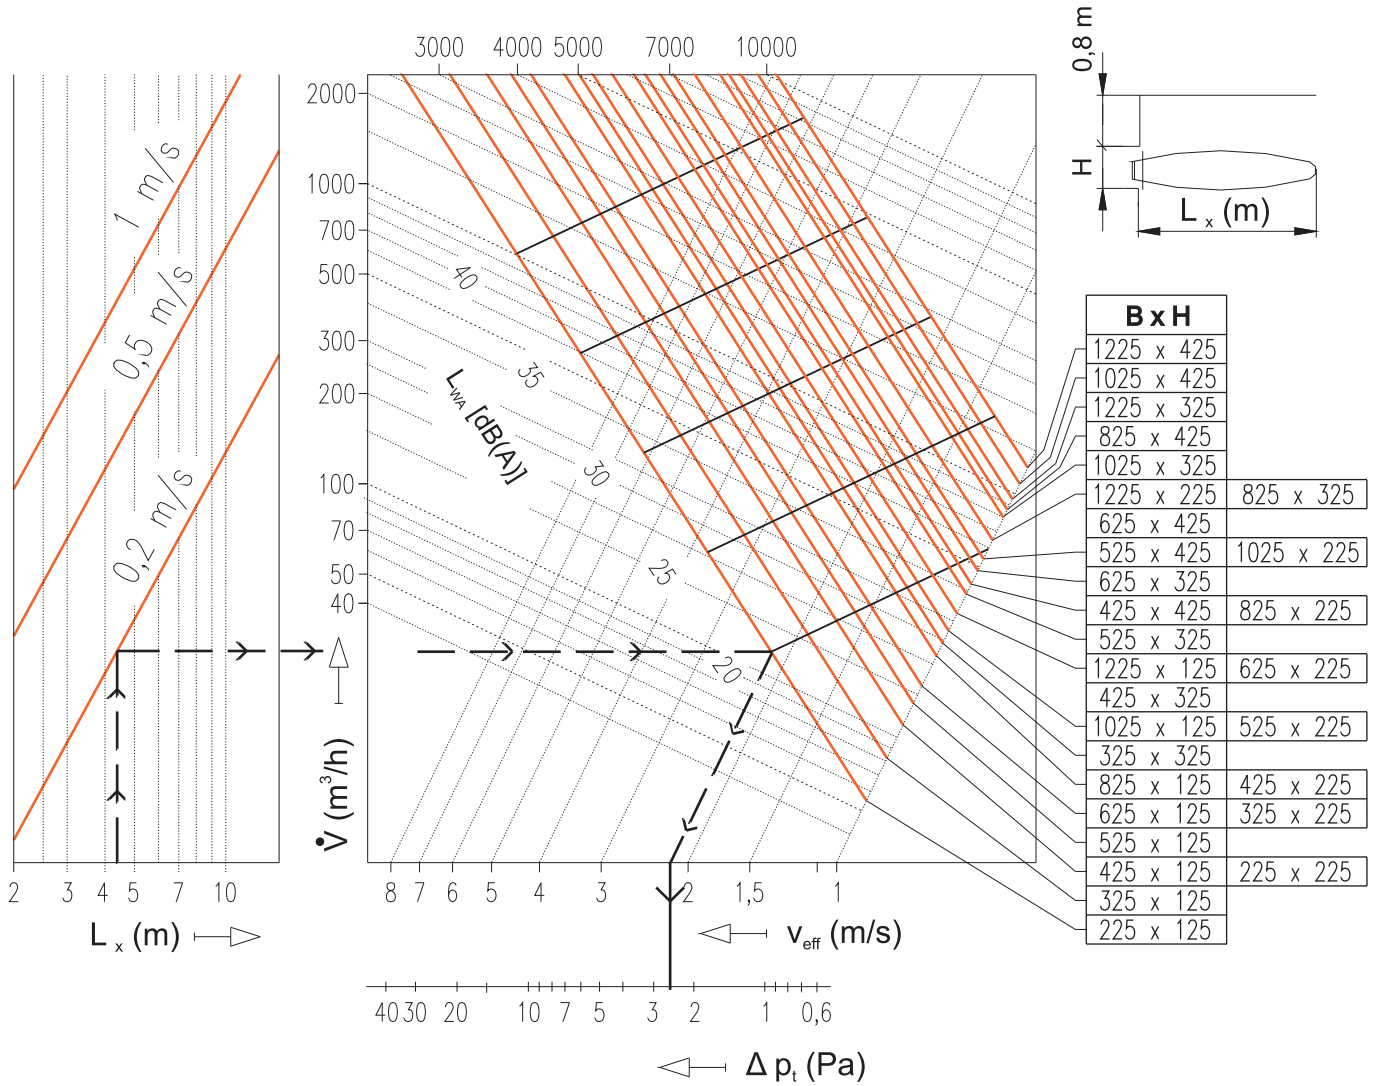 3000 4000 5000 7000 10000
2000
1000
700
500
300
200
100
70
50
40
1 m/s
0,5 m/s
0,2 m/s
40
35
30
25
20
L WA [dB(A)]
V̇ (m³/h)
2 3 4 5 7 10
L x (m)
8 7 6 5 4 3 2 1,5 1
v eff (m/s)
40 30 20 10 7 5 3 2 1 0,6
Δ p t (Pa)
0,8 m
H
L x (m)
B x H
1225 x 425
1025 x 425
1225 x 325
825 x 425
1025 x 325
1225 x 225 825 x 325
625 x 425
525 x 425 1025 x 225
625 x 325
425 x 425 825 x 225
525 x 325
1225 x 125 625 x 225
425 x 325
1025 x 125 525 x 225
325 x 325
825 x 125 425 x 225
625 x 125 325 x 225
525 x 125
425 x 125 225 x 225
325 x 125
225 x 125